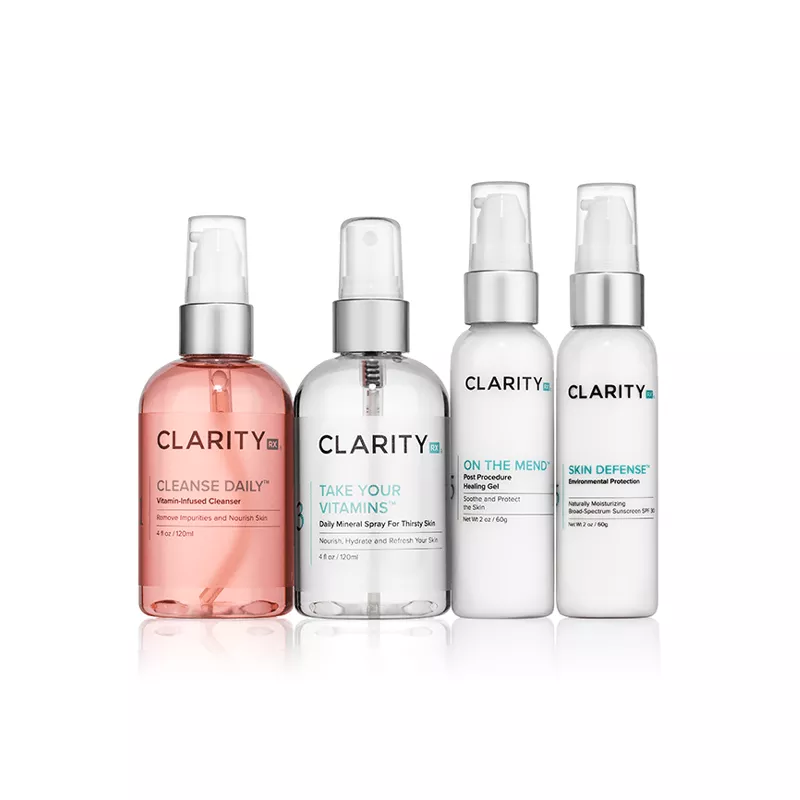 CLARITY RX
CLEANSE DAILY™
Vitamin-Infused Cleanser
Remove Impurities and Nourish Skin
4 fl oz / 120ml
CLARITY RX
3
TAKE YOUR
VITAMINS™
Daily Mineral Spray For Thirsty Skin
Nourish, Hydrate and Refresh Your Skin
4 fl oz / 120ml
CLARITY RX
5
ON THE MEND™
Post Procedure
Healing Gel
Soothe and Protect
the Skin
Net Wt 2 oz / 60g
CLARITY RX
5
SKIN DEFENSE™
Environmental Protection
Naturally Moisturizing
Broad-Spectrum Sunscreen SPF 30
Net Wt 2 oz / 60g